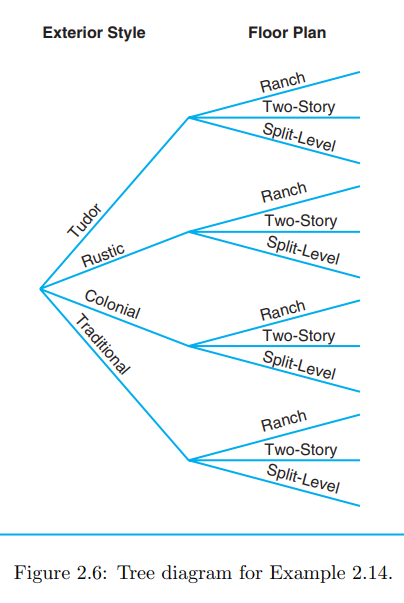 Exterior Style Floor Plan
Ranch
Two-Story
Split-Level
Tudor
Ranch
Two-Story
Split-Level
Rustic
Colonial
Ranch
Two-Story
Split-Level
Traditional
Ranch
Two-Story
Split-Level
Figure 2.6: Tree diagram for Example 2.14.